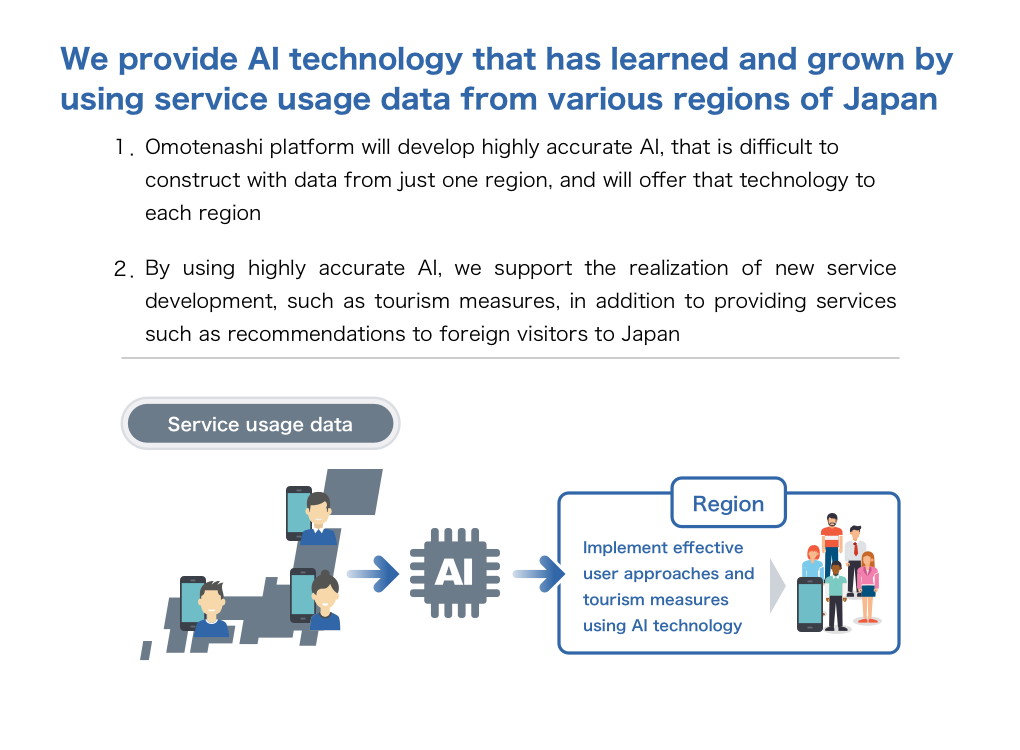 We provide AI technology that has learned and grown by
using service usage data from various regions of Japan
1. Omotenashi platform will develop highly accurate AI, that is difficult to
construct with data from just one region, and will offer that technology to
each region
2. By using highly accurate AI, we support the realization of new service
development, such as tourism measures, in addition to providing services
such as recommendations to foreign visitors to Japan
Service usage data
AI
Region
Implement effective
user approaches and
tourism measures
using AI technology